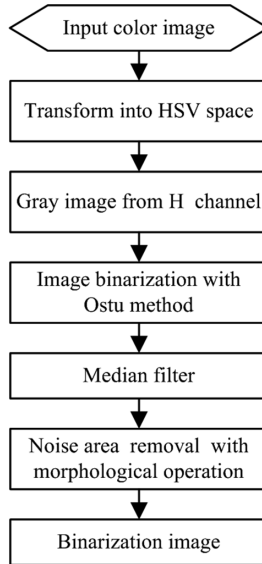 Input color image
Transform into HSV space
Gray image from H channel
Image binarization with
Ostu method
Median filter
Noise area removal with
morphological operation
Binarization image